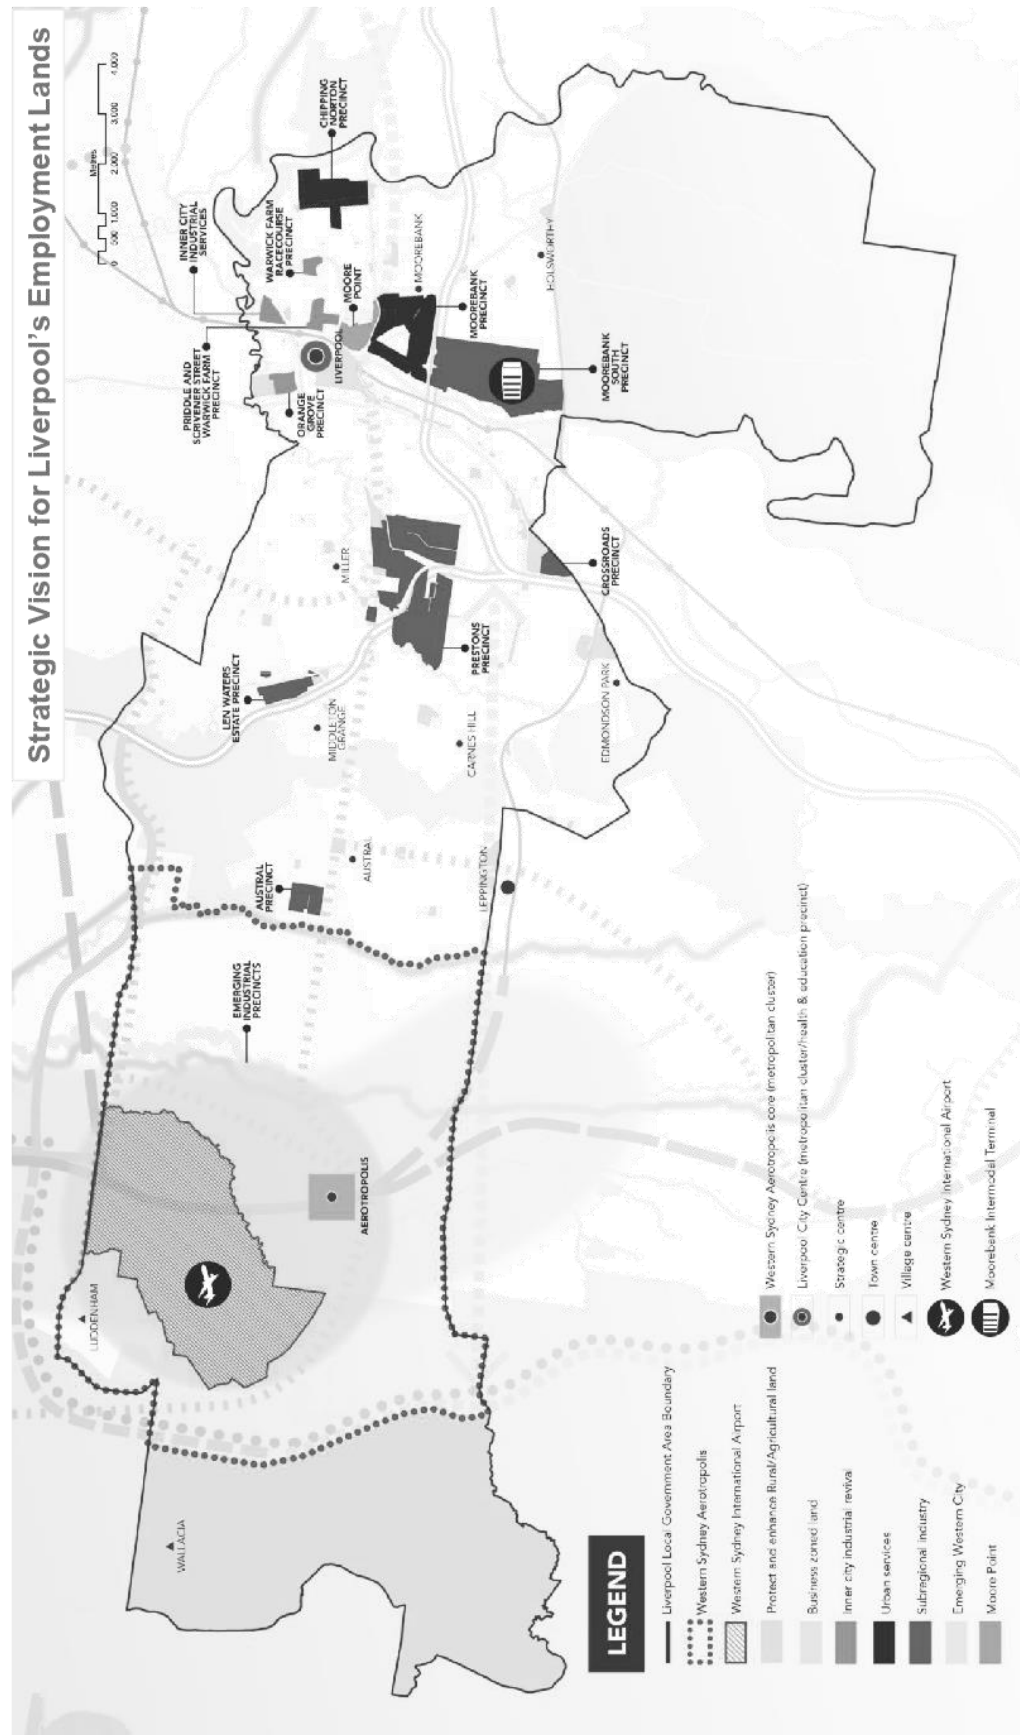 Strategic Vision for Liverpool's Employment Lands
Metres
0 500 1,000 2,000 3,000 4,000
INNER CITY
INDUSTRIAL
SERVICES
CHIPPING
NORTON
PRECINCT
WARWICK FARM
RACECOURSE
PRECINCT
MOORE
POINT
PRIDDLE AND
SCRIVENER STREET
WARWICK FARM
PRECINCT
LIVERPOOL
ORANGE
GROVE
PRECINCT
MOOREBANK
MOOREBANK
PRECINCT
HOLSWORTHY
MOOREBANK
SOUTH
PRECINCT
MILLER
CROSSROADS
PRECINCT
PRESTONS
PRECINCT
LEN WATERS
ESTATE PRECINCT
MIDDLETON
GRANGE
CARNES HILL
EDMONDSON PARK
AUSTRAL
PRECINCT
AUSTRAL
LEPPINGTON
EMERGING
INDUSTRIAL
PRECINCTS
AEROTROPOLIS
LUDDENHAM
WALLACIA
LEGEND
Liverpool Local Government Area Boundary
Western Sydney Aerotropolis
Western Sydney International Airport
Protect and enhance Rural/Agricultural land
Business zoned land
Inner city industrial revival
Urban services
Subregional industry
Emerging Western City
Moore Point
Western Sydney Aerotropolis core (metropolitan cluster)
Liverpool City Centre (metropolitan cluster/health & education precinct)
Strategic centre
Town centre
Village centre
Western Sydney International Airport
Moorebank Intermodal Terminal